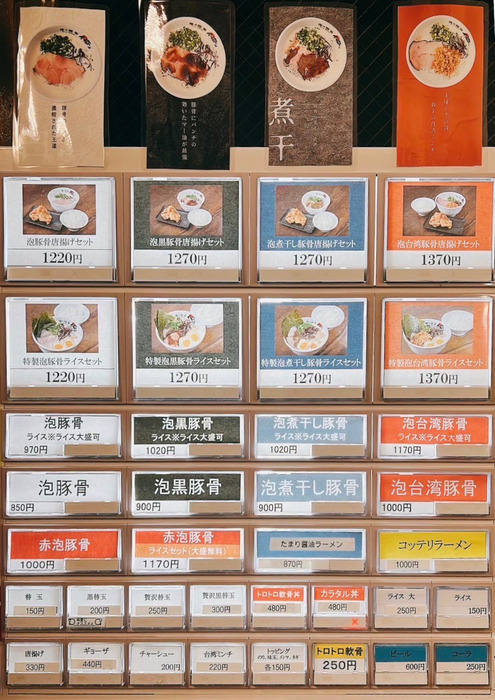 煮干
泡豚骨唐揚げセット
1220円
泡黒豚骨唐揚げセット
1270円
泡煮干し豚骨唐揚げセット
1270円
泡台湾豚骨唐揚げセット
1370円
特製泡豚骨ライスセット
1220円
特製泡黒豚骨ライスセット
1270円
特製泡煮干し豚骨ライスセット
1270円
特製泡台湾豚骨ライスセット
1370円
泡豚骨
ライス※ライス大盛可
970円
泡黒豚骨
ライス※ライス大盛可
1020円
泡煮干し豚骨
ライス※ライス大盛可
1020円
泡台湾豚骨
ライス※ライス大盛可
1170円
泡豚骨
850円
泡黒豚骨
900円
泡煮干し豚骨
900円
泡台湾豚骨
1000円
赤泡豚骨
1000円
赤泡豚骨
ライスセット(大盛無料)
1170円
たまり醤油ラーメン
870円
コッテリラーメン
1000円
替玉
150円
黒替玉
200円
贅沢替玉
250円
贅沢黒替玉
300円
トロトロ軟骨丼
480円
カラタル丼
480円
ライス 大
250円
ライス
150円
唐揚げ
330円
ギョーザ
440円
チャーシュー
200円
台湾ミンチ
220円
トッピング
各150円
トロトロ軟骨
250円
ビール
600円
コーラ
250円